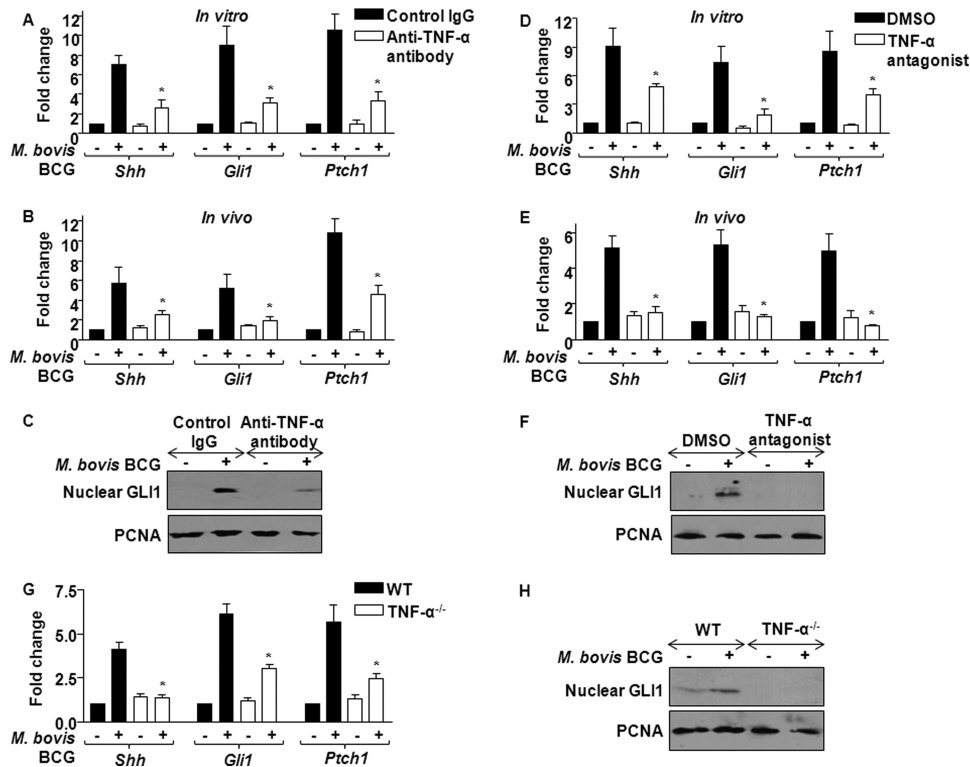 A
In vitro
Control IgG
Anti-TNF-α
antibody
Fold change
12
10
8
6
4
2
0
M. bovis
BCG
- + - + - + - + - + - +
Shh Gli1 Ptch1
B
In vivo
Fold change
12
10
8
6
4
2
0
M. bovis
BCG
- + - + - + - + - + - +
Shh Gli1 Ptch1
C
Control
IgG
Anti-TNF-α
antibody
M. bovis BCG - + - +
Nuclear GLI1
PCNA
D
In vitro
DMSO
TNF-α
antagonist
Fold change
12
9
6
3
0
* * *
M. bovis
BCG
- + - + - + - + - + - +
Shh Gli1 Ptch1
E
In vivo
Fold change
6
4
2
0
* * *
M. bovis
BCG
- + - + - + - + - + - +
Shh Gli1 Ptch1
F
DMSO
TNF-α
antagonist
M. bovis BCG - + - +
Nuclear GLI1
PCNA
G
WT
TNF-α-/-
Fold change
7.5
5.0
2.5
0.0
* * *
M. bovis
BCG
- + - + - + - + - + - +
Shh Gli1 Ptch1
H
WT TNF-α-/-
M. bovis BCG - + - +
Nuclear GLI1
PCNA